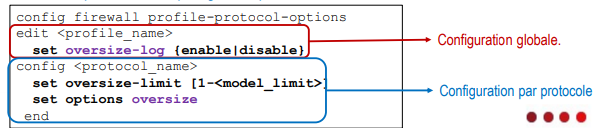 config firewall profile-protocol-options
edit <profile_name>
set oversize-log {enable|disable}
config <protocol_name>
set oversize-limit [1-<model_limit>]
set options oversize
end
Configuration globale.
Configuration par protocole